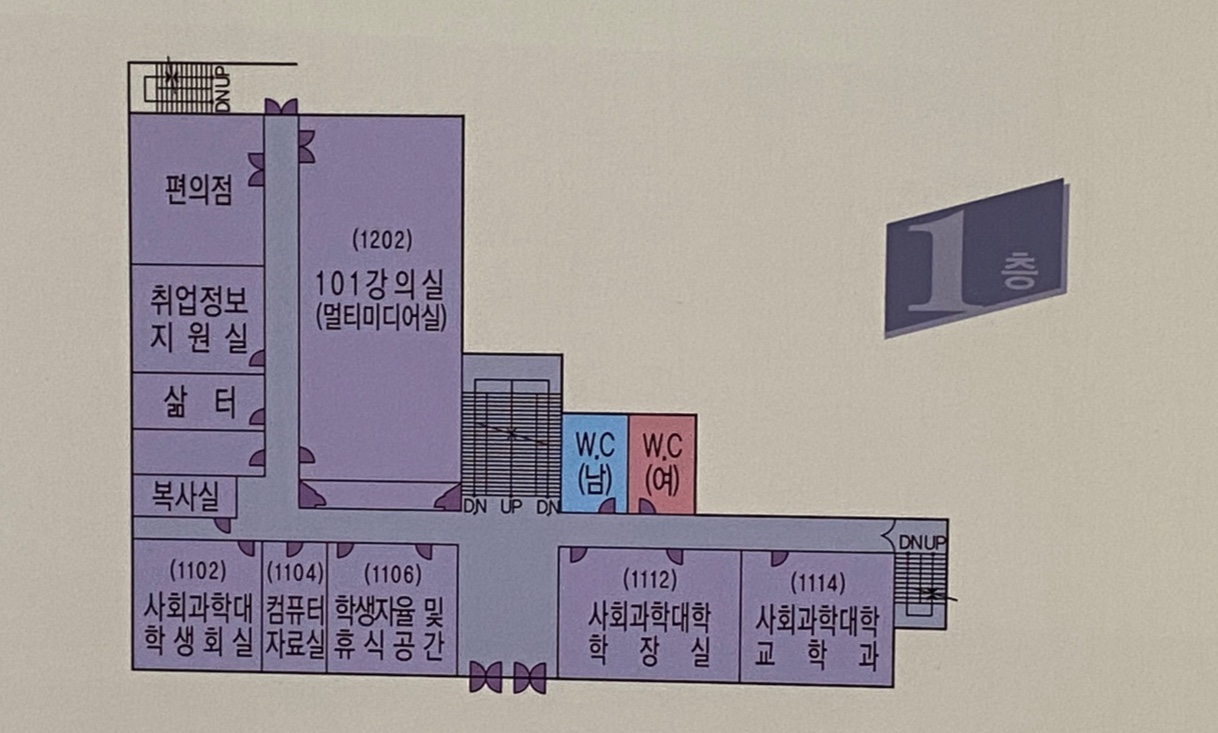 DN UP
편의점
(1202)
101강의실
(멀티미디어실)
1층
취업정보
지원실
삶터
W.C
(남)
W.C
(여)
복사실
DN UP DN
DN UP
(1102)
사회과학대
학생회실
(1104)
컴퓨터
자료실
(1106)
학생자율 및
휴식공간
(1112)
사회과학대학
학장실
(1114)
사회과학대학
교학과